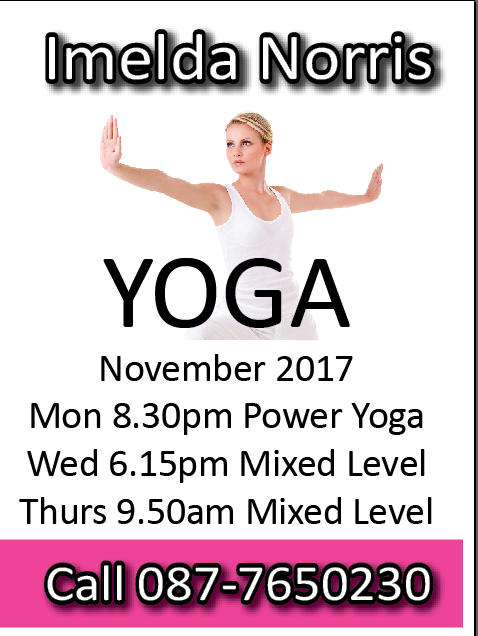 Imelda Norris
YOGA
November 2017
Mon 8.30pm Power Yoga
Wed 6.15pm Mixed Level
Thurs 9.50am Mixed Level
Call 087-7650230